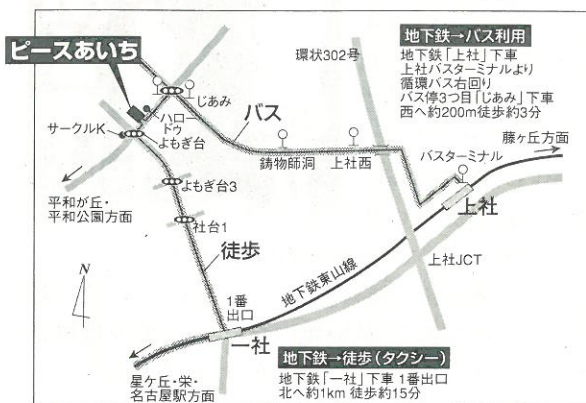 ピースあいち
環状302号
地下鉄→バス利用
地下鉄「上社」下車
上社バスターミナルより
循環バス右回り
バス停3つ目「じあみ」下車
西へ約200m徒歩約3分
じあみ
ハロー
ドゥ
バス
サークルK
よもぎ台
鋳物師洞
上社西
バスターミナル
藤ヶ丘方面
よもぎ台3
平和が丘・
平和公園方面
上社
社台1
徒歩
上社JCT
地下鉄東山線
N
1番
出口
一社
星ケ丘・栄・
名古屋駅方面
地下鉄→徒歩(タクシー)
地下鉄「一社」下車 1番出口
北へ約1km 徒歩約15分